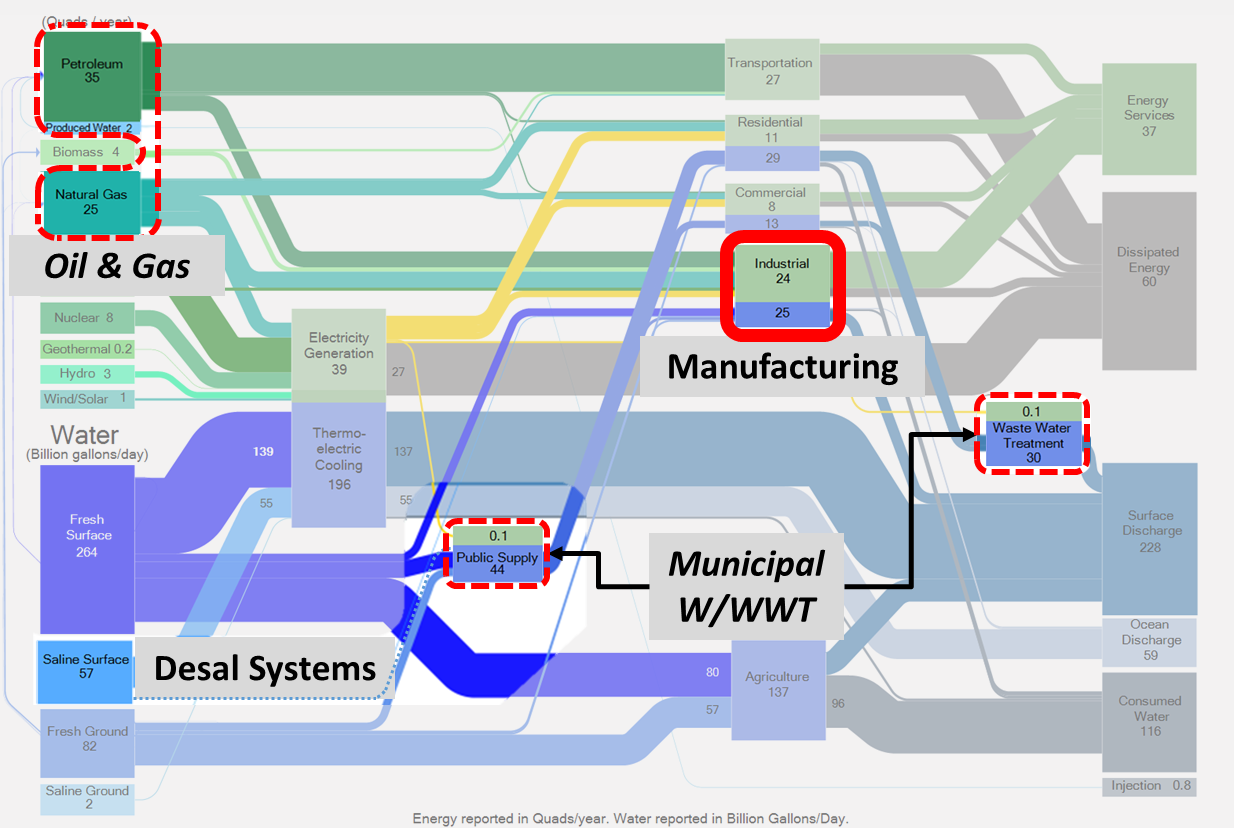 (Quads / year)
Petroleum
35
Produced Water 2
Biomass 4
Natural Gas
25
Oil & Gas
Nuclear 8
Geothermal 0.2
Hydro 3
Wind/Solar 1
Water
(Billion gallons/day)
Fresh
Surface
264
Saline Surface
57
Desal Systems
Fresh Ground
82
Saline Ground
2
Electricity
Generation
39
27
Thermo-
electric
Cooling
196
139
137
55
55
0.1
Public Supply
44
Transportation
27
Residential
11
29
Commercial
8
13
Industrial
24
25
Manufacturing
Municipal
W/WWT
80
Agriculture
137
57
96
0.1
Waste Water
Treatment
30
Energy
Services
37
Dissipated
Energy
60
Surface
Discharge
228
Ocean
Discharge
59
Consumed
Water
116
Injection 0.8
Energy reported in Quads/year. Water reported in Billion Gallons/Day.